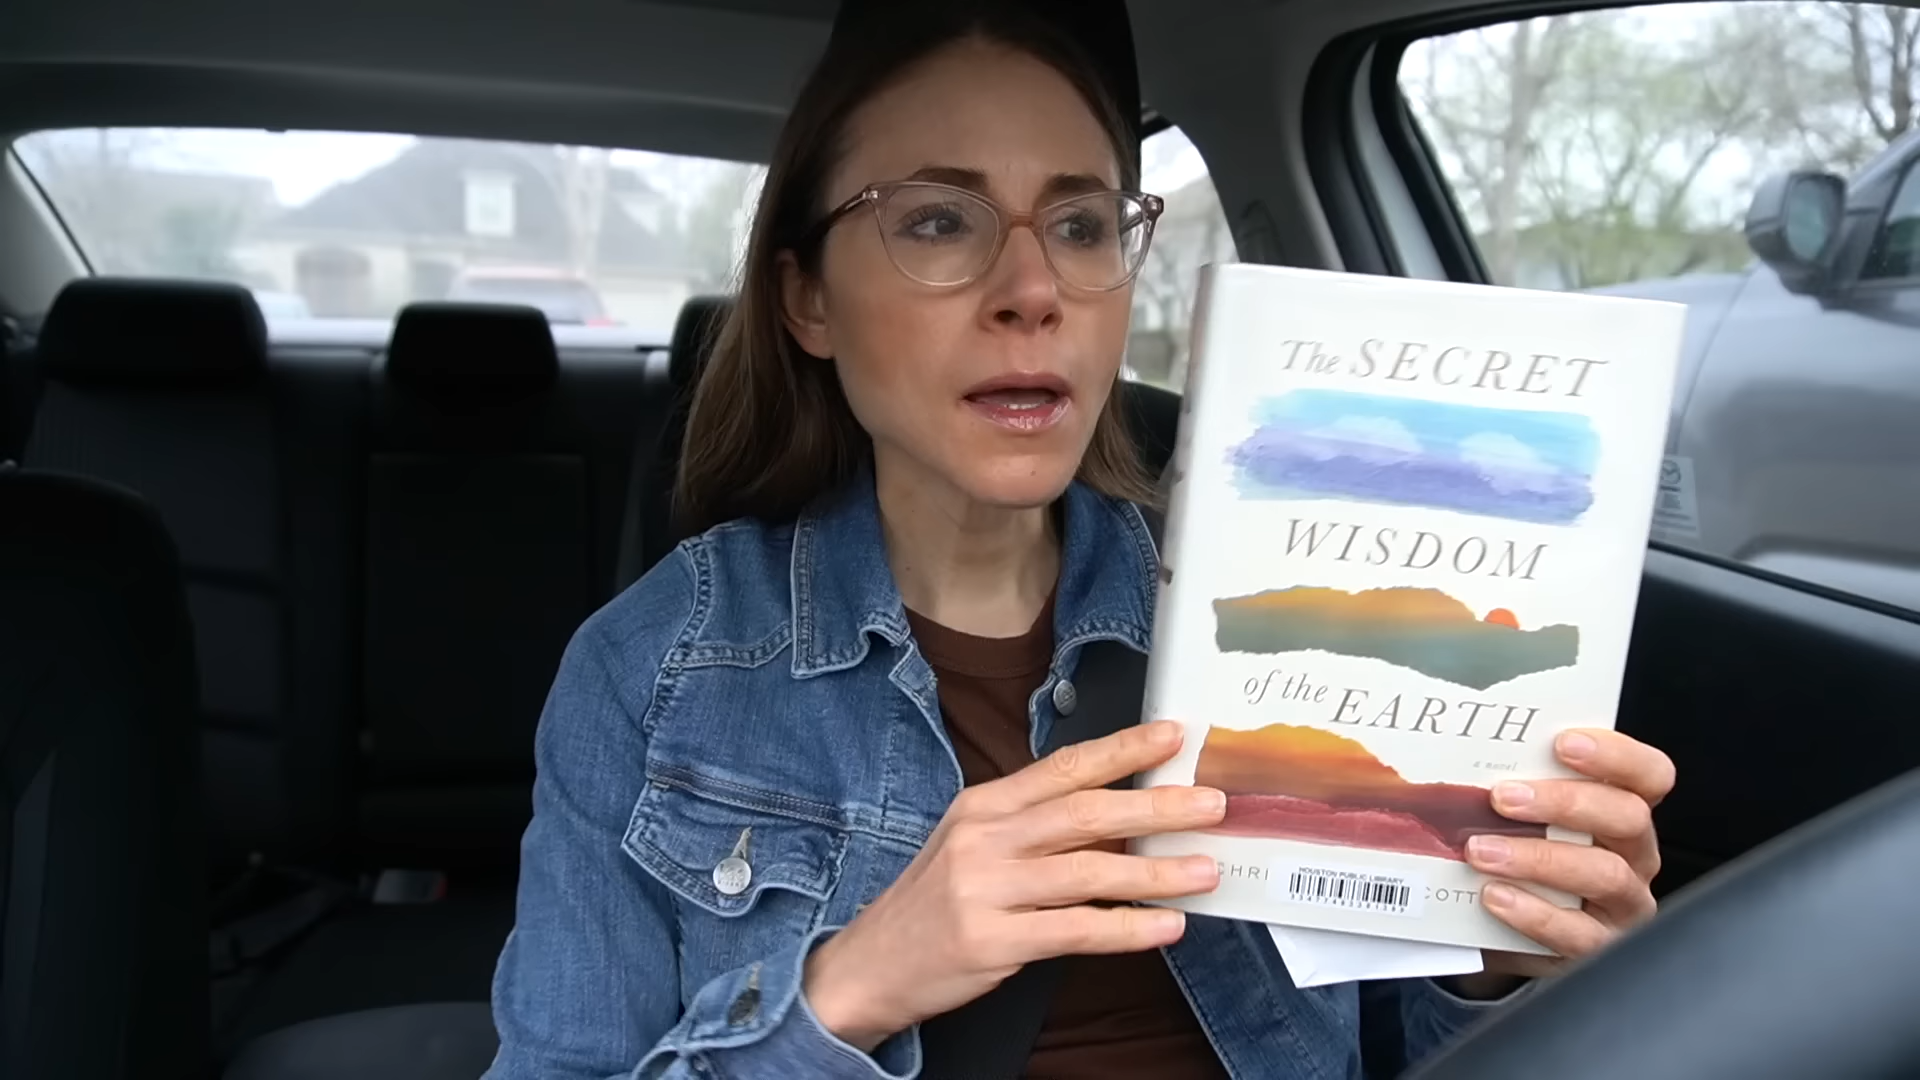 The SECRET
WISDOM
of the EARTH
a novel
CHRI
COTT
HOUSTON PUBLIC LIBRARY